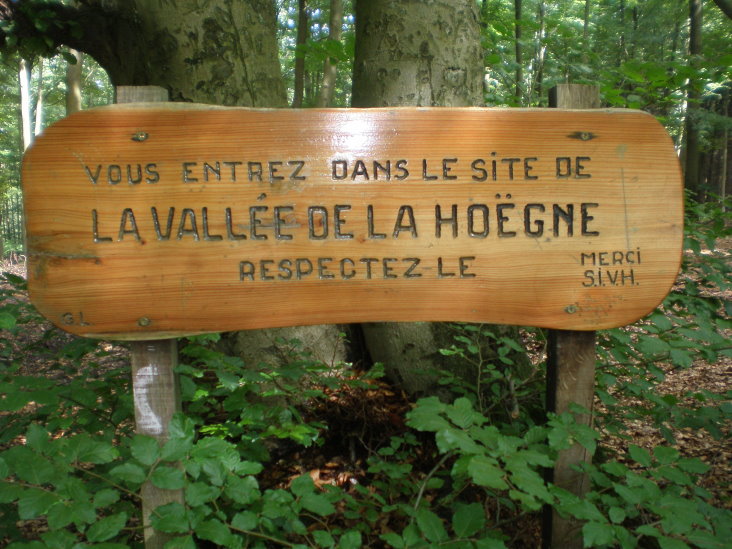 VOUS ENTREZ DANS LE SITE DE
LA VALLÉE DE LA HOËGNE
RESPECTEZ-LE
MERCI
S.I.V.H.
G.L